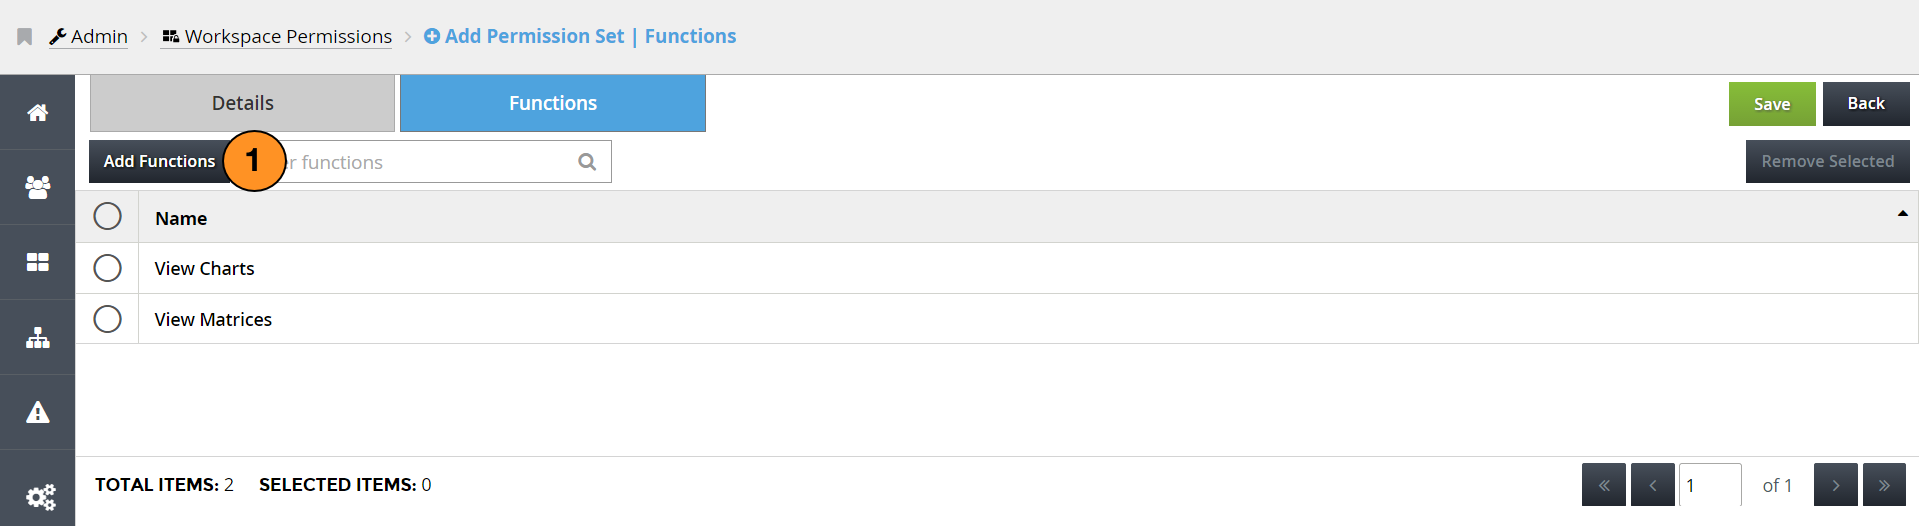 Admin > Workspace Permissions > Add Permission Set | Functions
Details Functions Save Back
Add Functions 1 functions Remove Selected
Name
View Charts
View Matrices
TOTAL ITEMS: 2 SELECTED ITEMS: 0 « < 1 of 1 > »